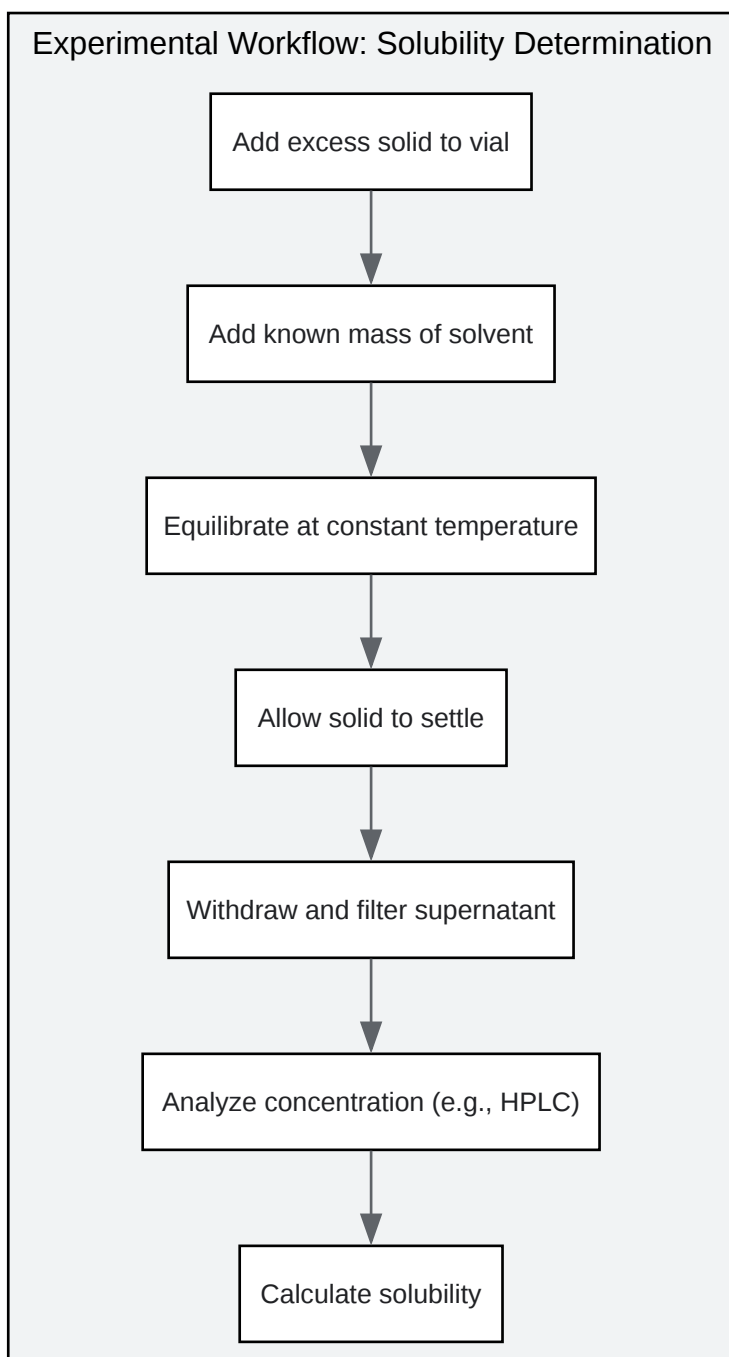 Experimental Workflow: Solubility Determination
Add excess solid to vial
Add known mass of solvent
Equilibrate at constant temperature
Allow solid to settle
Withdraw and filter supernatant
Analyze concentration (e.g., HPLC)
Calculate solubility